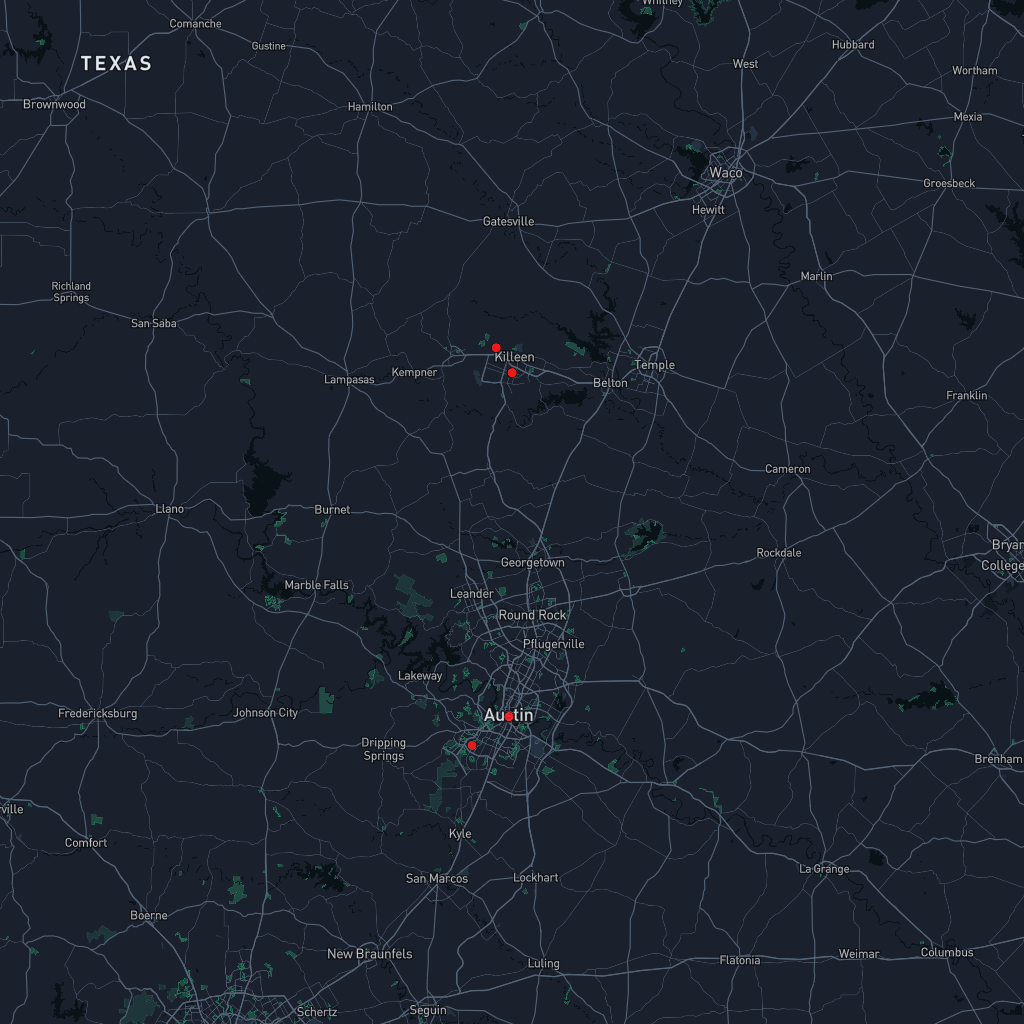 Whitney
Comanche
Gustine
Hubbard
West
TEXAS
Wortham
Brownwood
Hamilton
Mexia
Waco
Groesbeck
Hewitt
Gatesville
Marlin
Richland
Springs
San Saba
Killeen
Temple
Kempner
Lampasas
Belton
Franklin
Cameron
Llano
Burnet
Bryan
Rockdale
Georgetown
College
Marble Falls
Leander
Round Rock
Pflugerville
Lakeway
Fredericksburg
Johnson City
Austin
Dripping
Springs
Brenham
ville
Kyle
Comfort
La Grange
San Marcos
Lockhart
Boerne
New Braunfels
Luling
Flatonia
Weimar
Columbus
Schertz
Seguin